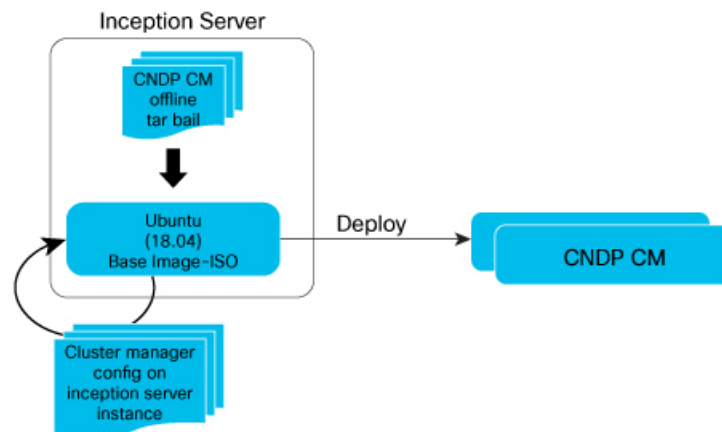 Inception Server
CNDP CM
offline
tar bail
Ubuntu
(18.04)
Base Image-ISO
Deploy
CNDP CM
Cluster manager
config on
inception server
instance